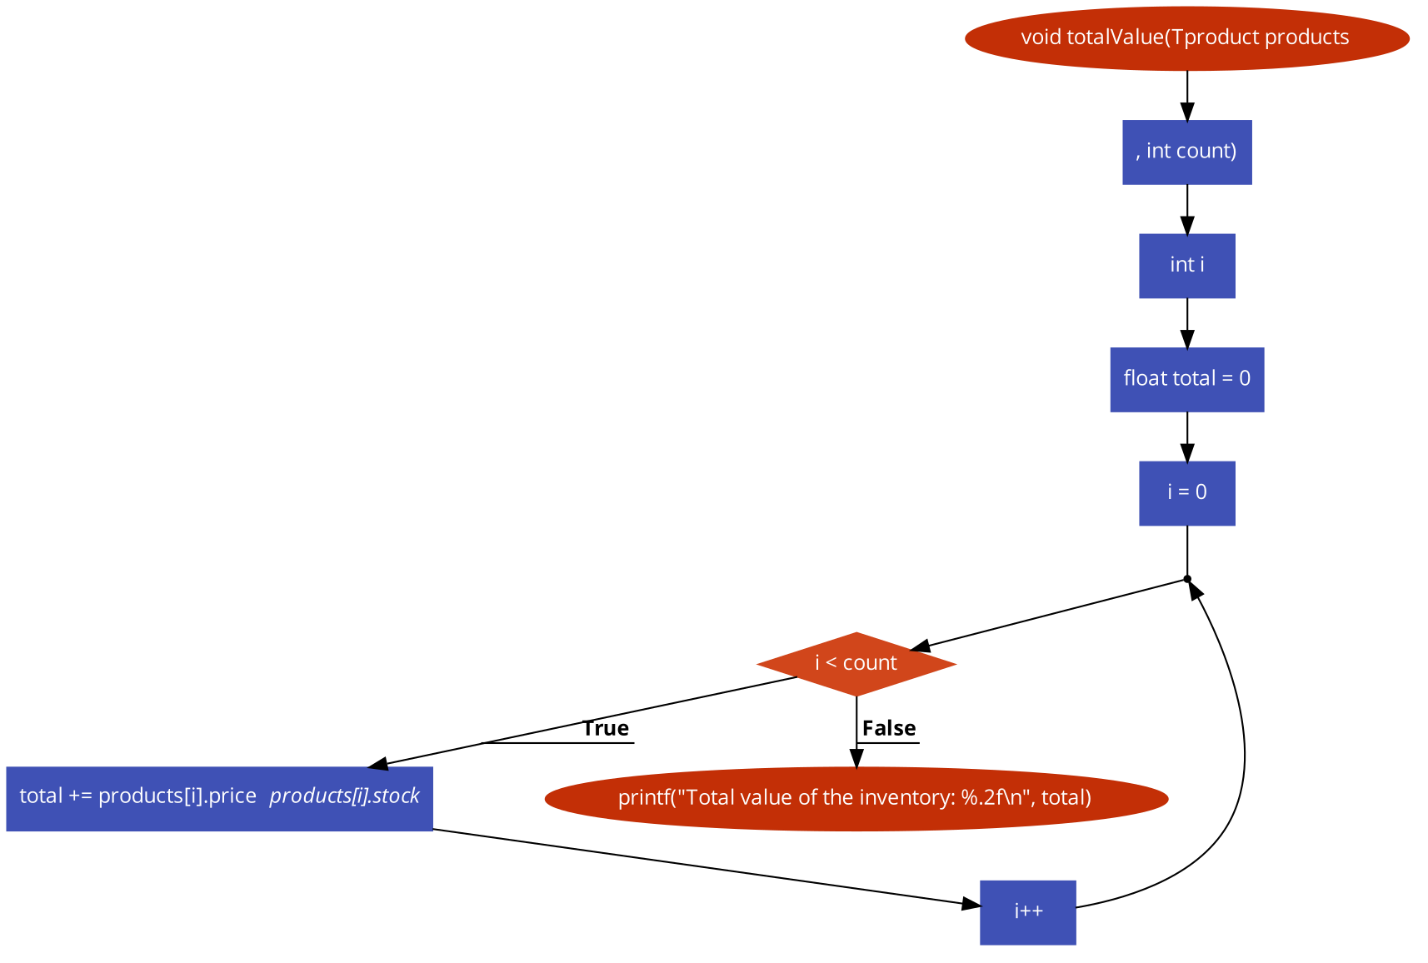 void totalValue(Tproduct products
, int count)
int i
float total = 0
i = 0
i < count
True
False
total += products[i].price products[i].stock
printf("Total value of the inventory: %.2f\n", total)
i++